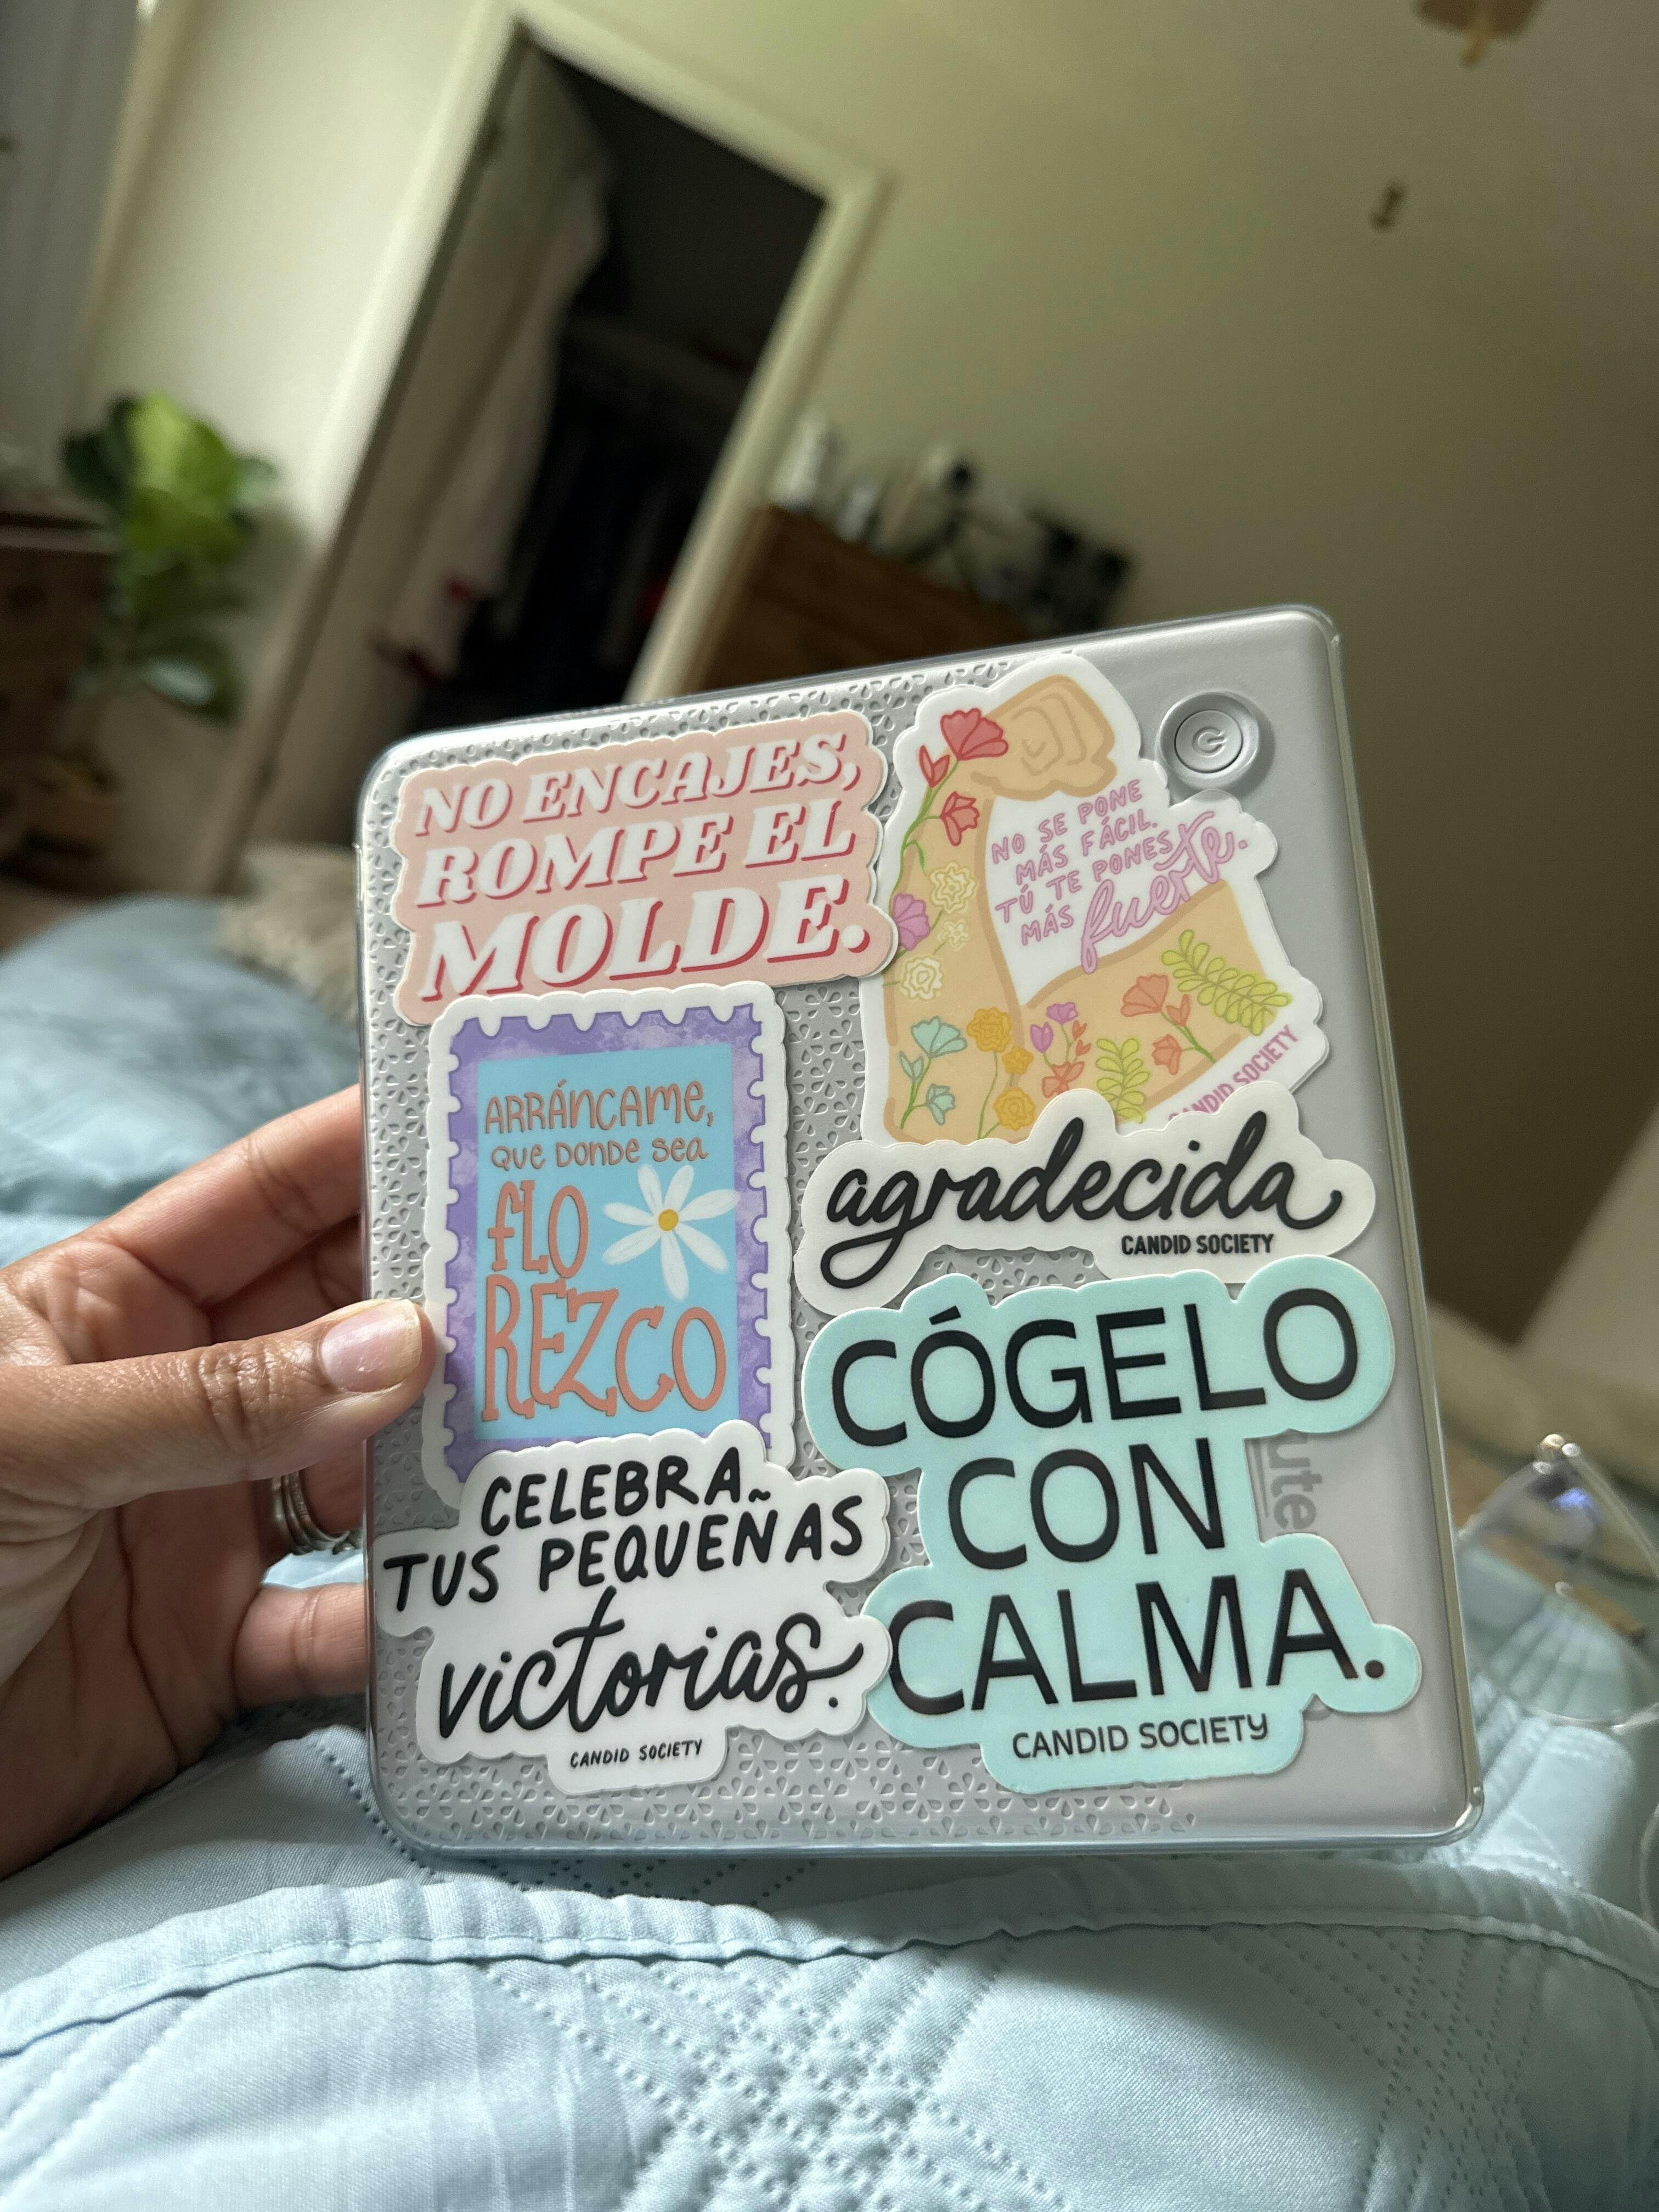 NO ENCAJES,
ROMPE EL
MOLDE.
NO SE PONE
MÁS FÁCIL.
TÚ TE PONES
MÁS fuerte.
CANDID SOCIETY
ARRÁNCAME,
QUE DONDE SEA
FLO
REZCO
agradecida
CANDID SOCIETY
CÓGELO
CON
CALMA.
CANDID SOCIETY
CELEBRA
TUS PEQUEÑAS
victorias.
CANDID SOCIETY